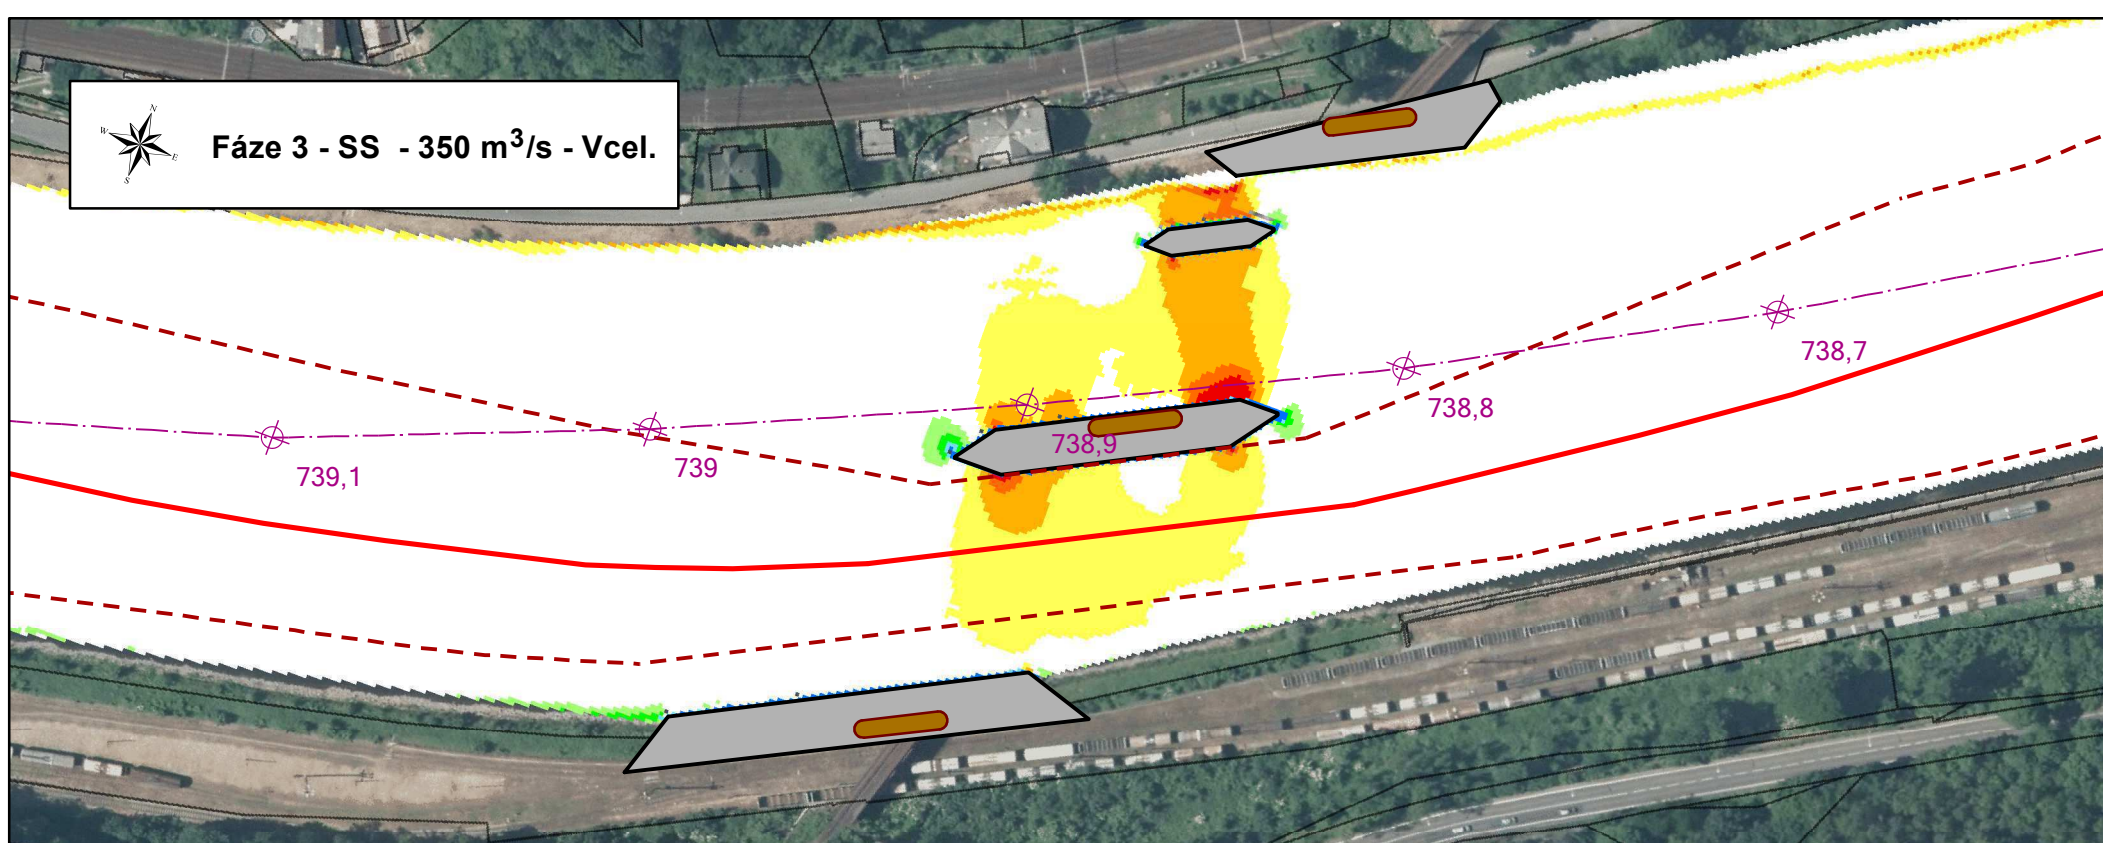 N
W
E
S
Fáze 3 - SS - 350 m³/s - Vcel.
738,7
738,8
738,9
739
739,1